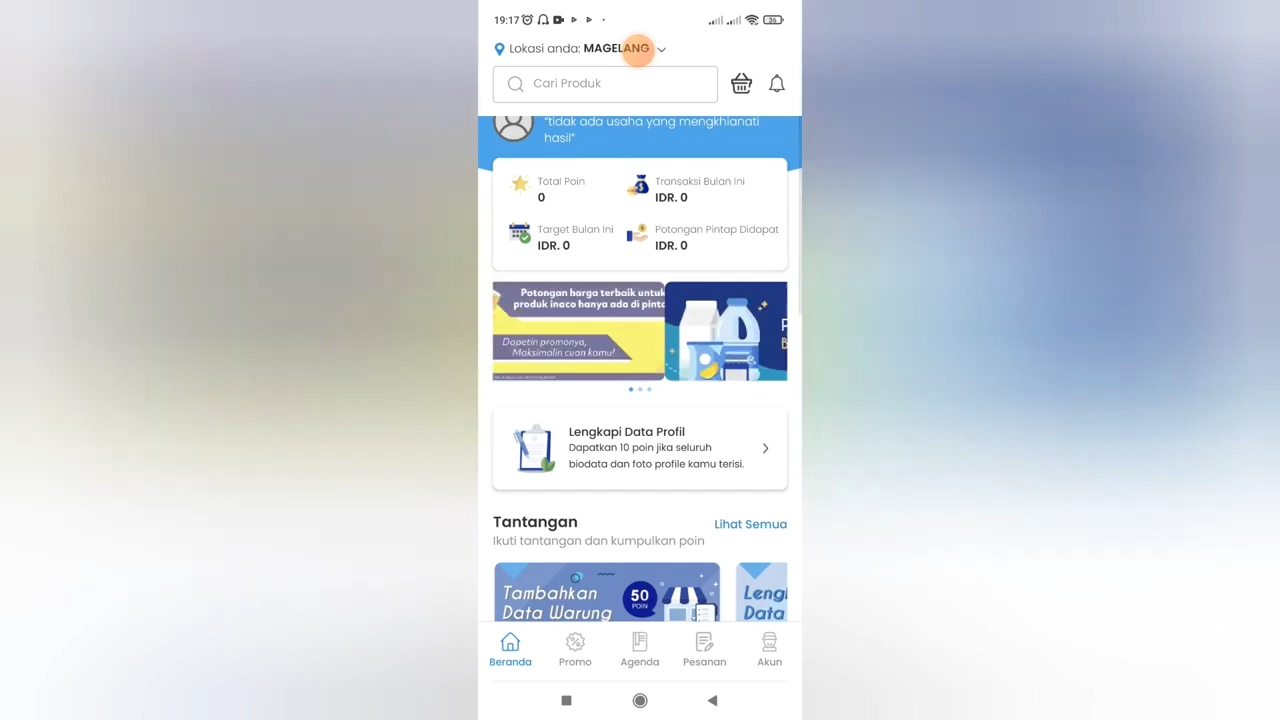 19:17
36
Lokasi anda: MAGELANG
Cari Produk
"tidak ada usaha yang mengkhianati
hasil"
Total Poin
0
Transaksi Bulan Ini
IDR. 0
Target Bulan Ini
IDR. 0
Potongan Pintap Didapat
IDR. 0
Potongan harga terbaik untuk
produk inaco hanya ada di pinta
Dapetin promonya,
Maksimalin cuan kamu!
Lengkapi Data Profil
Dapatkan 10 poin jika seluruh
biodata dan foto profile kamu terisi.
Tantangan
Lihat Semua
Ikuti tantangan dan kumpulkan poin
Tambahkan
Data Warung
50
POIN
Leng
Data
Beranda
Promo
Agenda
Pesanan
Akun